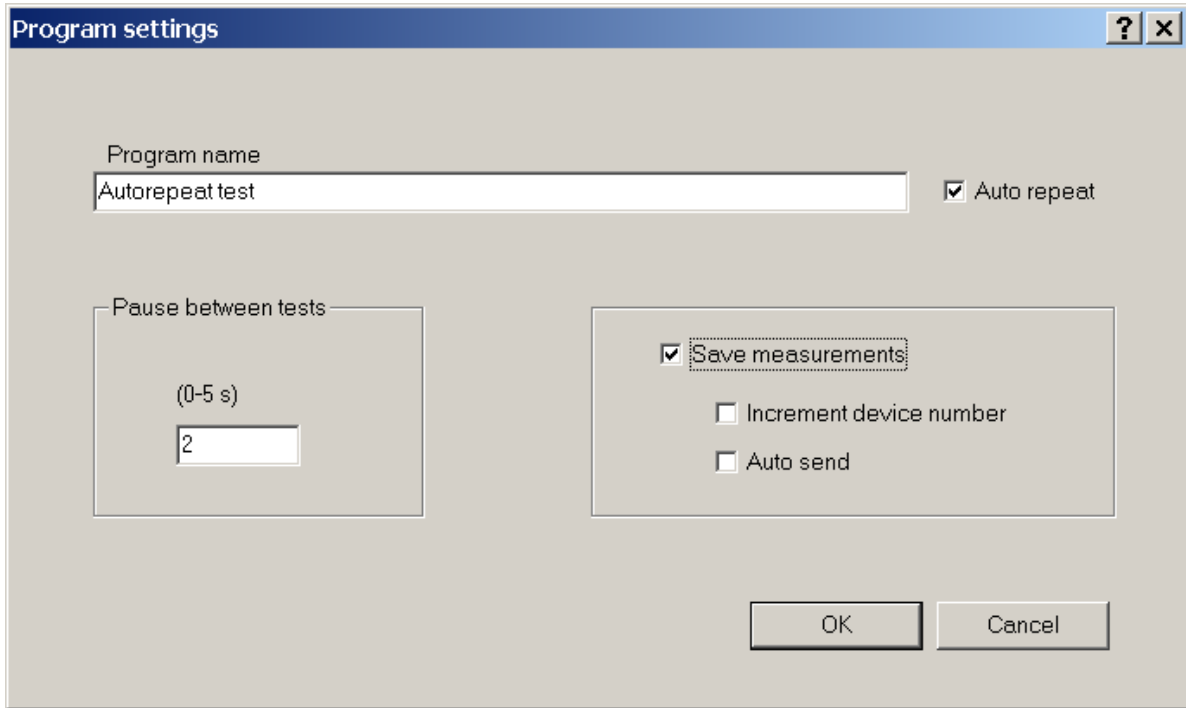 Program settings
Program name
Autorepeat test
Auto repeat
Pause between tests
(0-5 s)
2
Save measurements
Increment device number
Auto send
OK
Cancel